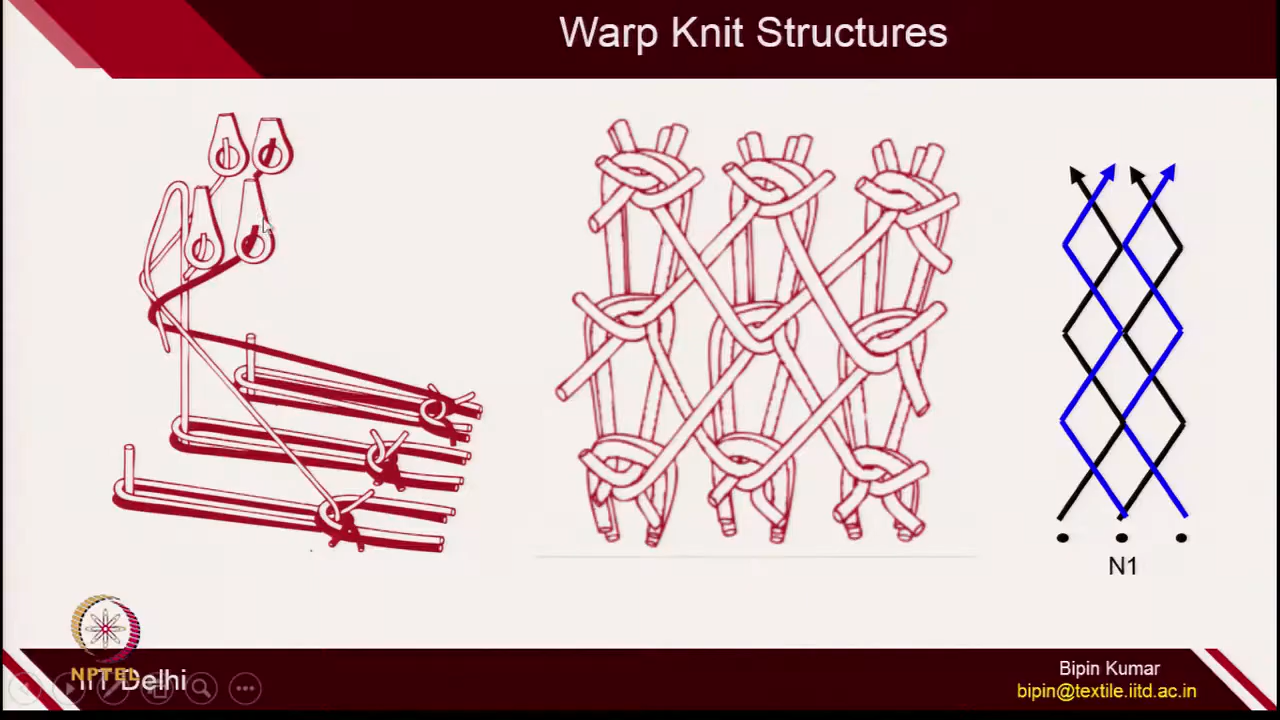 Warp Knit Structures
N1
NPTEL
IIT Delhi
Bipin Kumar
bipin@textile.iitd.ac.in